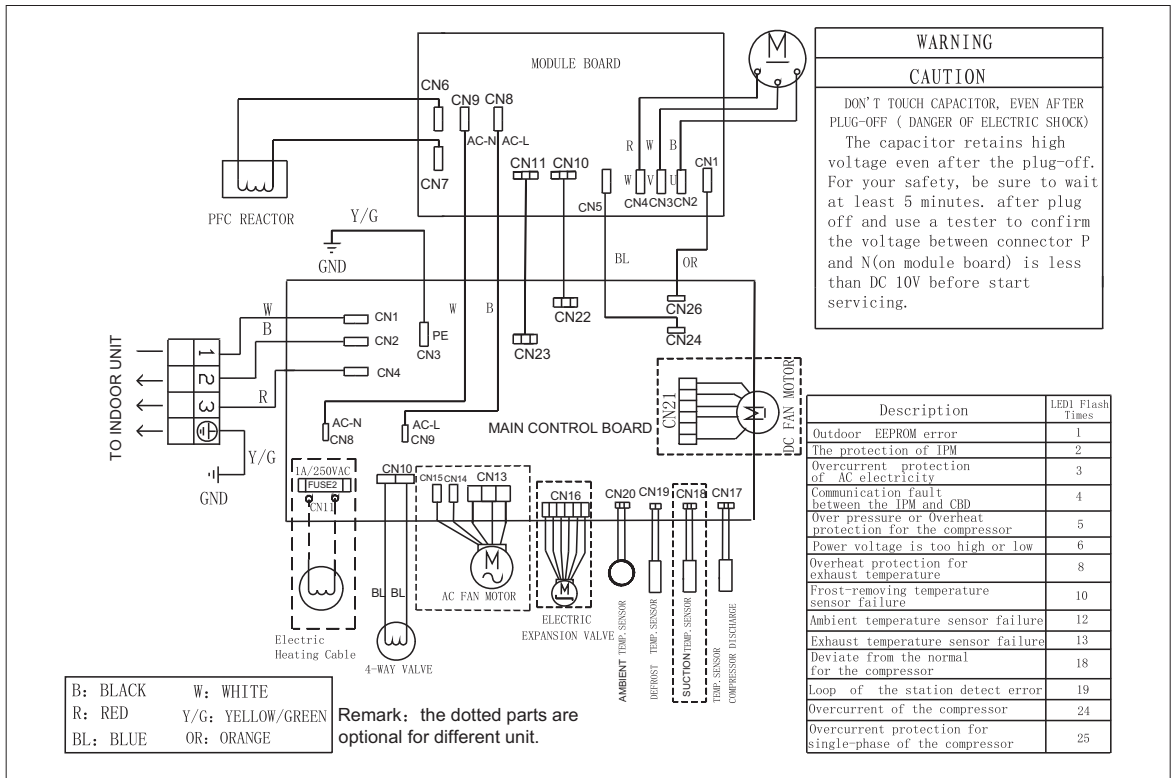 MODULE BOARD
CN6
CN9 CN8
AC-N AC-L
CN7
CN11 CN10
R W B
CN1
W V U
CN5
CN4 CN3 CN2
M
PFC REACTOR
Y/G
GND
BL
OR
CN26
CN24
CN22
CN23
W
B
PE
CN3
W
CN1
B
CN2
CN4
R
1
2
3
TO INDOOR UNIT
Y/G
GND
AC-N
CN8
AC-L
CN9
MAIN CONTROL BOARD
CN21
M
DC FAN MOTOR
1A/250VAC
FUSE2
CN11
Electric
Heating Cable
CN10
BL BL
4-WAY VALVE
CN15 CN14 CN13
M
AC FAN MOTOR
CN16
M
ELECTRIC
EXPANSION VALVE
CN20 CN19 CN18 CN17
AMBIENT TEMP. SENSOR
DEFROST TEMP. SENSOR
SUCTION TEMP. SENSOR
TEMP. SENSOR
COMPRESSOR DISCHARGE
WARNING
CAUTION
DON'T TOUCH CAPACITOR, EVEN AFTER
PLUG-OFF ( DANGER OF ELECTRIC SHOCK)
The capacitor retains high
voltage even after the plug-off.
For your safety, be sure to wait
at least 5 minutes. after plug
off and use a tester to confirm
the voltage between connector P
and N(on module board) is less
than DC 10V before start
servicing.
Description LED1 Flash
Times
Outdoor EEPROM error 1
The protection of IPM 2
Overcurrent protection
of AC electricity 3
Communication fault
between the IPM and CBD 4
Over pressure or Overheat
protection for the compressor 5
Power voltage is too high or low 6
Overheat protection for
exhaust temperature 8
Frost-removing temperature
sensor failure 10
Ambient temperature sensor failure 12
Exhaust temperature sensor failure 13
Deviate from the normal
for the compressor 18
Loop of the station detect error 19
Overcurrent of the compressor 24
Overcurrent protection for
single-phase of the compressor 25
B: BLACK W: WHITE
R: RED Y/G: YELLOW/GREEN
BL: BLUE OR: ORANGE
Remark: the dotted parts are
optional for different unit.